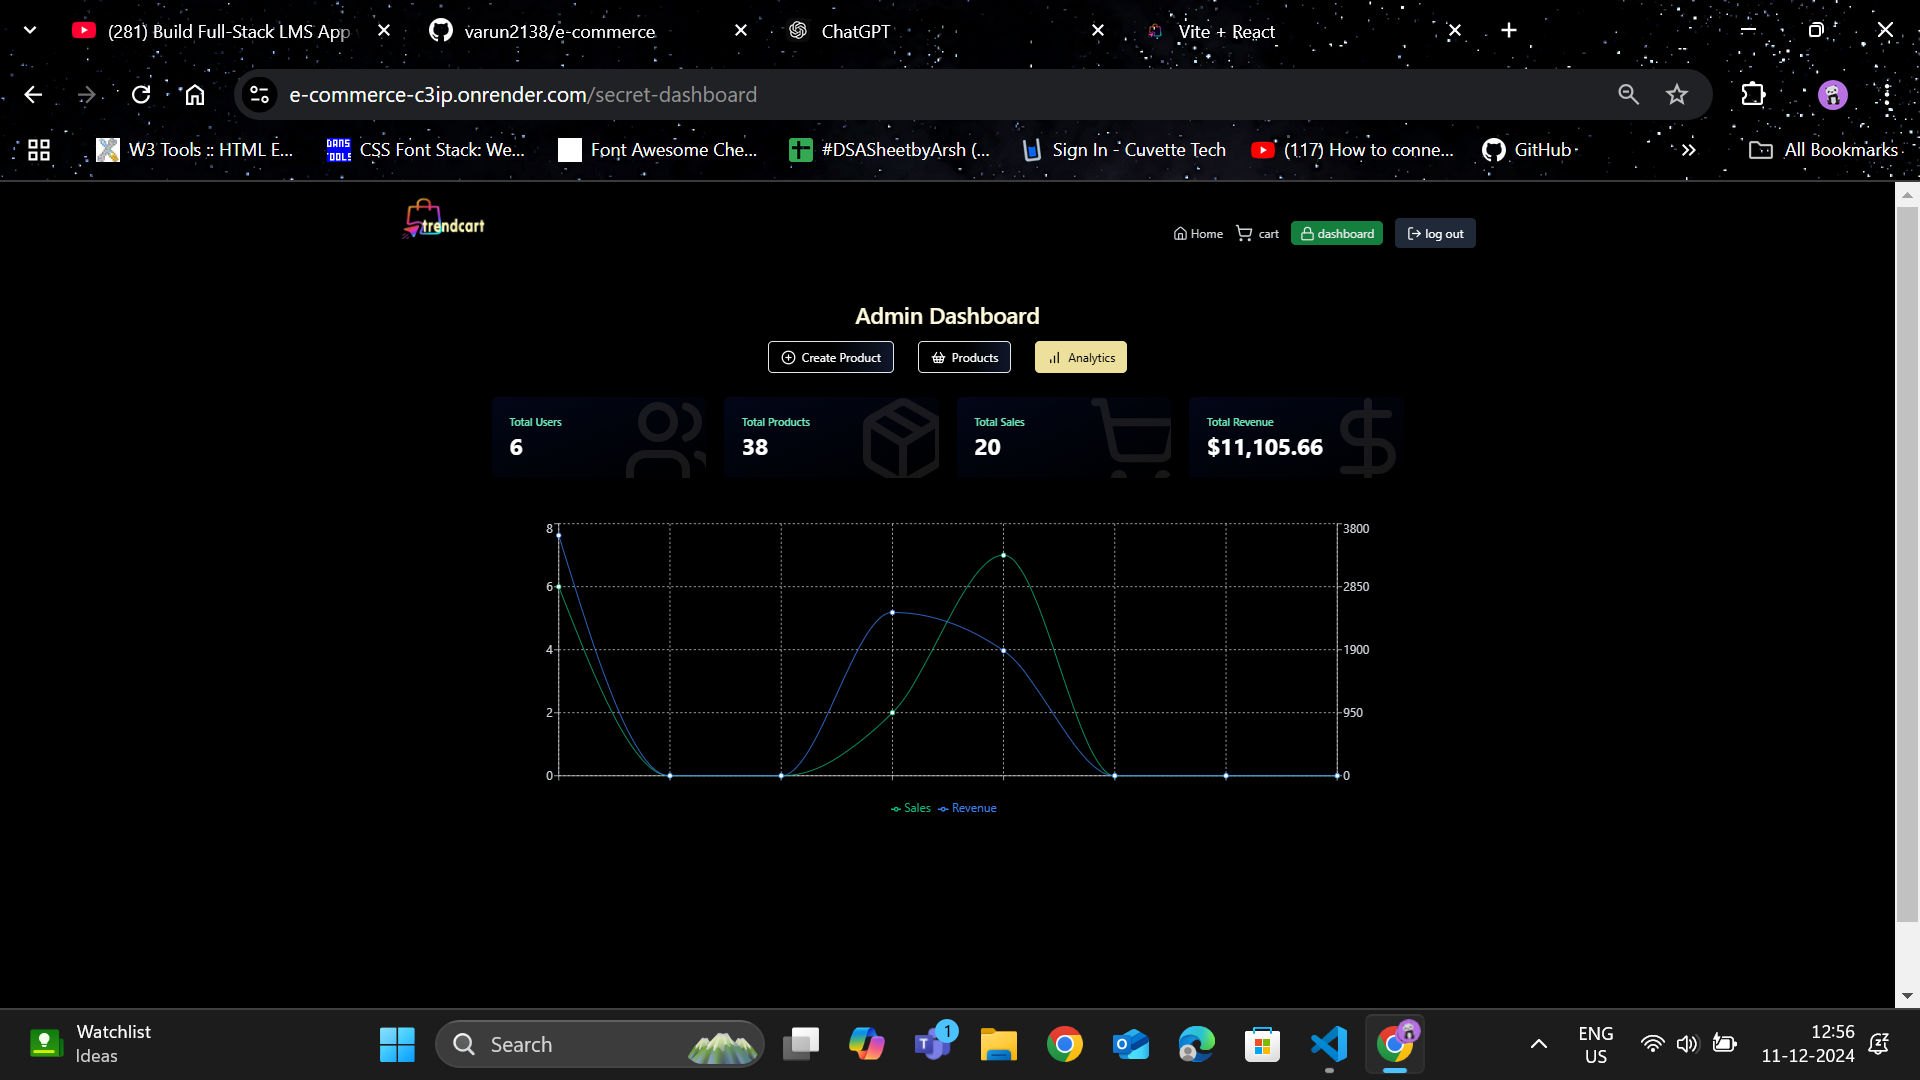 (281) Build Full-Stack LMS App
varun2138/e-commerce
ChatGPT
Vite + React
e-commerce-c3ip.onrender.com/secret-dashboard
W3 Tools :: HTML E...
DANS TOOLS
CSS Font Stack: We...
Font Awesome Che...
#DSASheetbyArsh (...
Sign In - Cuvette Tech
(117) How to conne...
GitHub
All Bookmarks
trendcart
Home
cart
dashboard
log out
Admin Dashboard
Create Product
Products
Analytics
Total Users
6
Total Products
38
Total Sales
20
Total Revenue
$11,105.66
8
6
4
2
0
3800
2850
1900
950
0
Sales
Revenue
Watchlist
Ideas
Search
1
ENG
US
12:56
11-12-2024